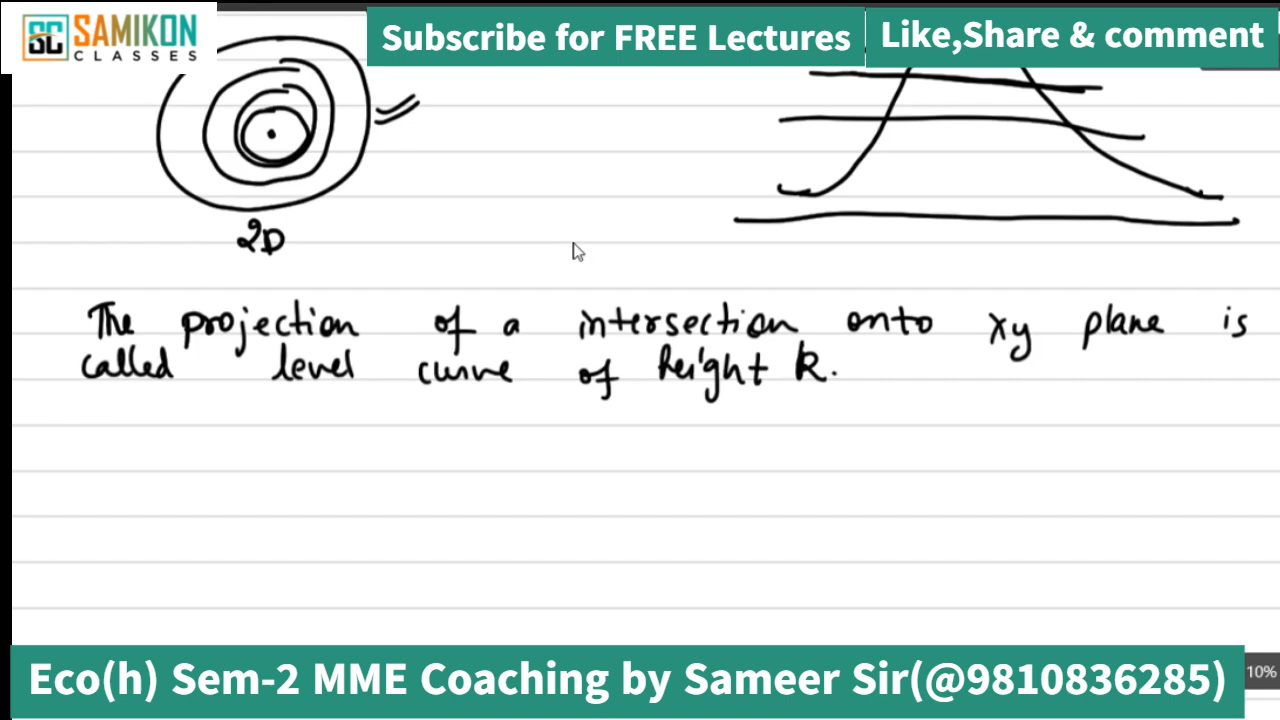 SC SAMIKON
CLASSES
Subscribe for FREE Lectures
Like,Share & comment
2D
The projection of a intersection onto xy plane is
called level curve of height k.
10%
Eco(h) Sem-2 MME Coaching by Sameer Sir(@9810836285)